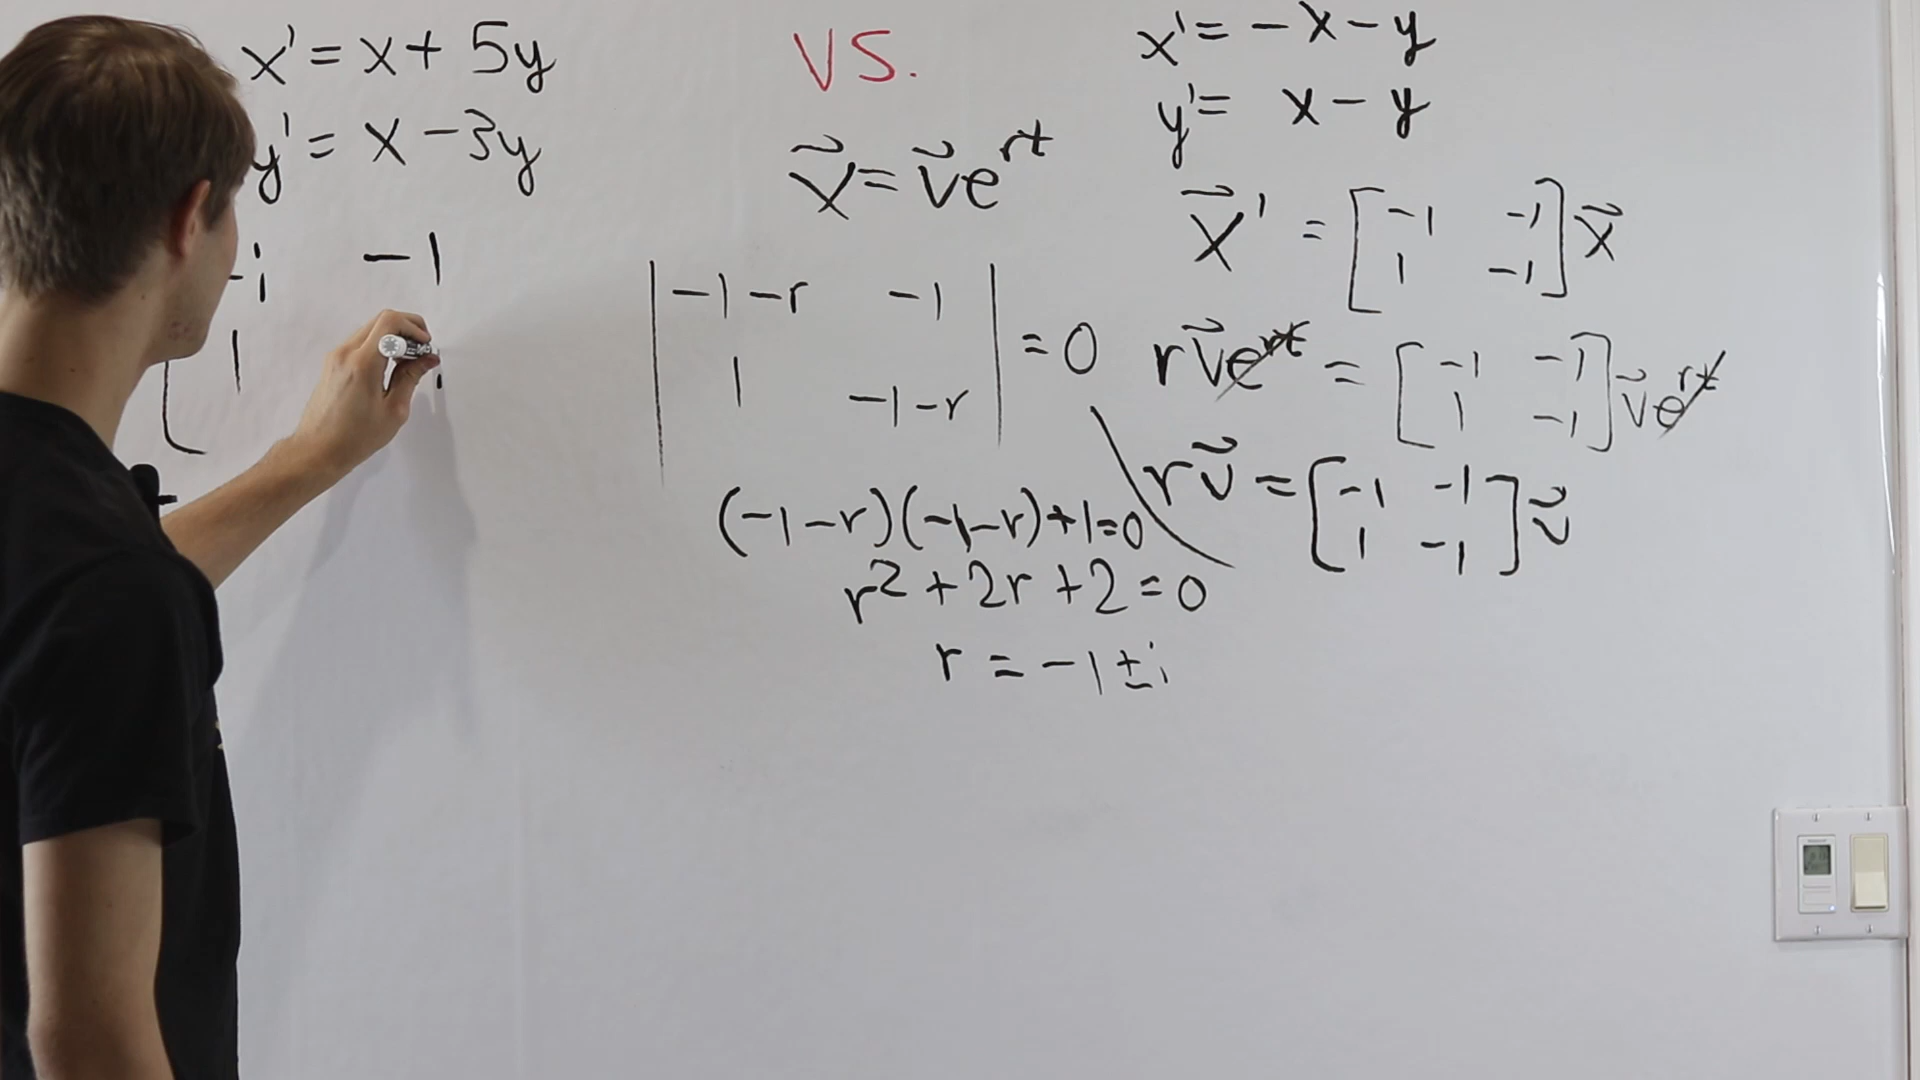 x' = x + 5y
y' = x - 3y
-i -1
1
VS.
x⃗ = v⃗e^rt
|-1-r -1|
|1 -1-r| = 0
(-1-r)(-1-r)+1=0
r² + 2r + 2 = 0
r = -1 ± i
x' = -x - y
y' = x - y
x⃗' = [-1 -1; 1 -1] x⃗
rv⃗e^rt = [-1 -1; 1 -1] v⃗e^rt
rv⃗ = [-1 -1; 1 -1] v⃗